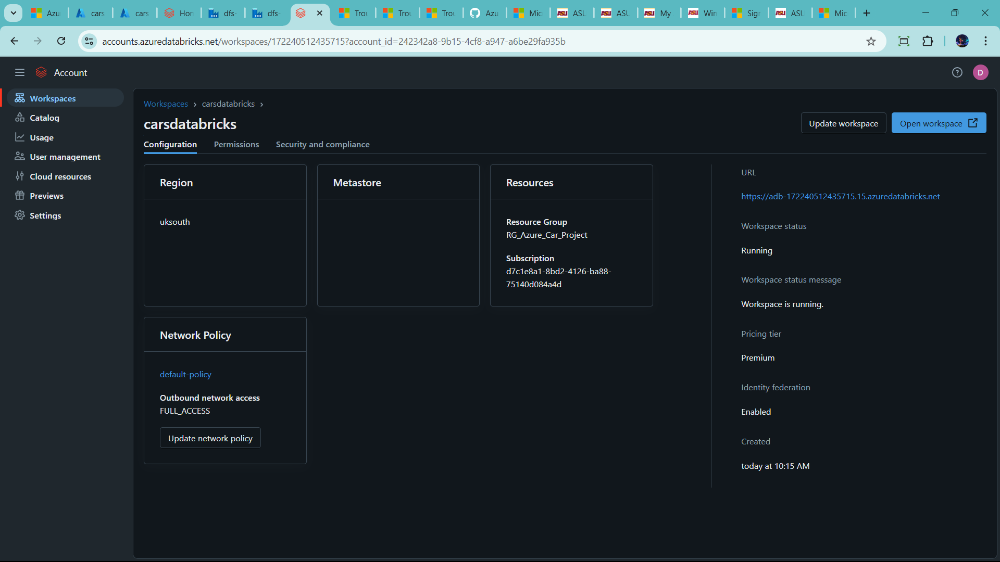 Azu
cars
cars
Hon
dfs-
dfs-
Trou
Trou
Trou
Azu
Mic
ASU
ASU
My
Win
Sign
ASU
Mic
accounts.azuredatabricks.net/workspaces/172240512435715?account_id=242342a8-9b15-4cf8-a947-a6be29fa935b
Account
D
Workspaces
Catalog
Usage
User management
Cloud resources
Previews
Settings
Workspaces > carsdatabricks >
carsdatabricks
Update workspace
Open workspace
Configuration
Permissions
Security and compliance
Region
uksouth
Metastore
Resources
Resource Group
RG_Azure_Car_Project
Subscription
d7c1e8a1-8bd2-4126-ba88-
75140d084a4d
Network Policy
default-policy
Outbound network access
FULL_ACCESS
Update network policy
URL
https://adb-172240512435715.15.azuredatabricks.net
Workspace status
Running
Workspace status message
Workspace is running.
Pricing tier
Premium
Identity federation
Enabled
Created
today at 10:15 AM